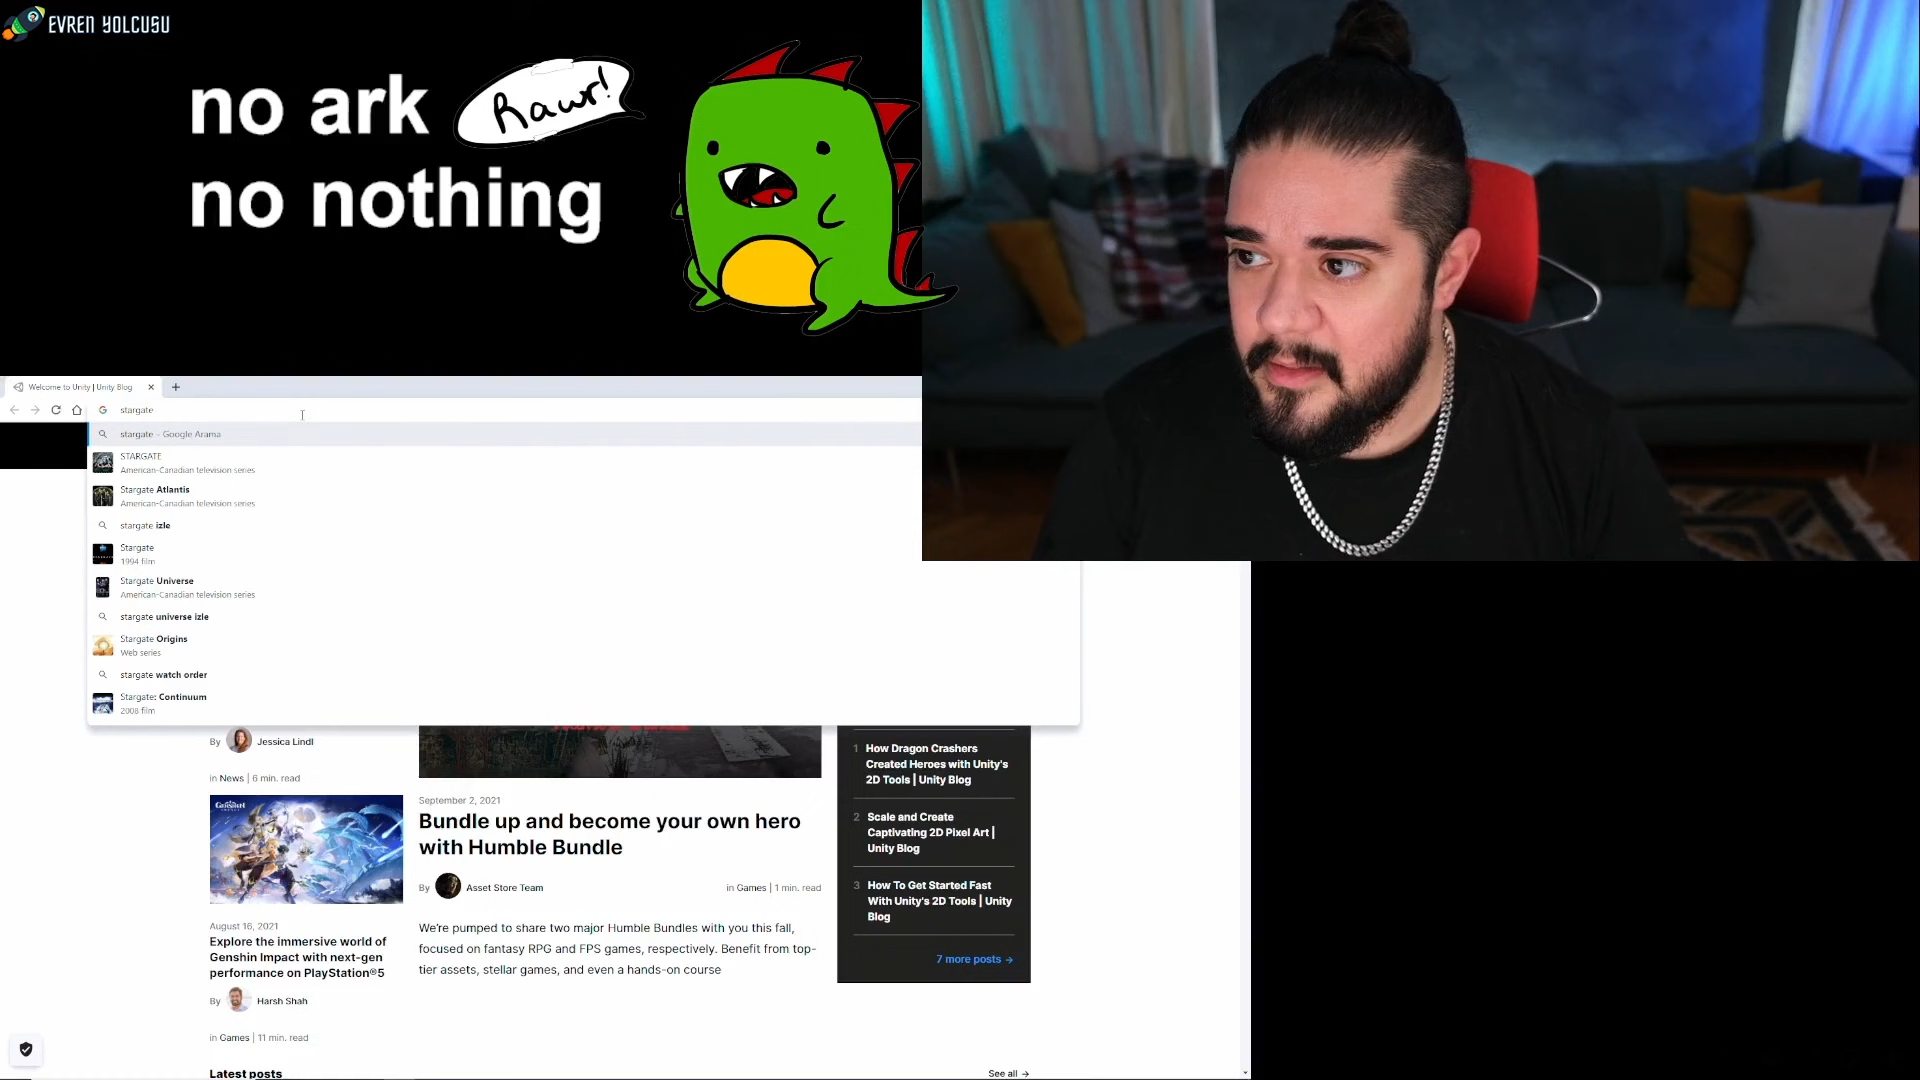 EVREN YOLCUSU
no ark
Rawr!
no nothing
Welcome to Unity | Unity Blog
stargate
stargate - Google Arama
STARGATE
American-Canadian television series
Stargate Atlantis
American-Canadian television series
stargate izle
Stargate
1994 film
Stargate Universe
American-Canadian television series
stargate universe izle
Stargate Origins
Web series
stargate watch order
Stargate: Continuum
2008 film
By Jessica Lindl
in News | 6 min. read
Genshin
August 16, 2021
Explore the immersive world of
Genshin Impact with next-gen
performance on PlayStation®5
By Harsh Shah
in Games | 11 min. read
September 2, 2021
Bundle up and become your own hero
with Humble Bundle
By Asset Store Team
in Games | 1 min. read
We're pumped to share two major Humble Bundles with you this fall,
focused on fantasy RPG and FPS games, respectively. Benefit from top-
tier assets, stellar games, and even a hands-on course
1 How Dragon Crashers
Created Heroes with Unity's
2D Tools | Unity Blog
2 Scale and Create
Captivating 2D Pixel Art |
Unity Blog
3 How To Get Started Fast
With Unity's 2D Tools | Unity
Blog
7 more posts →
Latest posts
See all →